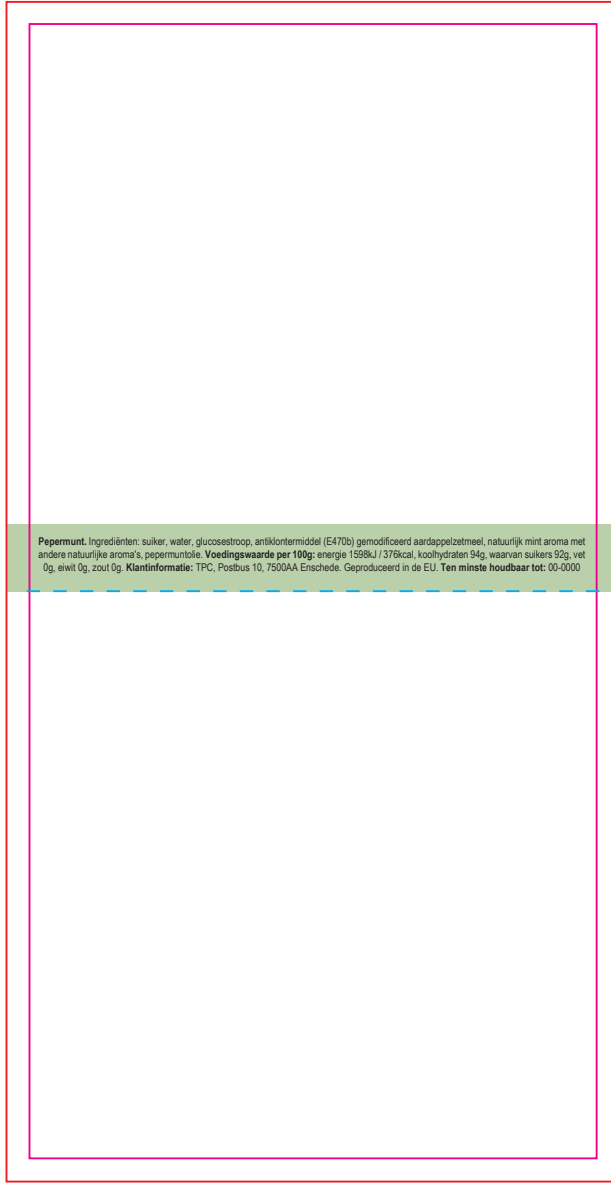 Pepermunt. Ingrediënten: suiker, water, glucosestroop, antiklontermiddel (E470b) gemodificeerd aardappelzetmeel, natuurlijk mint aroma met
andere natuurlijke aroma's, pepermuntolie. Voedingswaarde per 100g: energie 1598kJ / 376kcal, koolhydraten 94g, waarvan suikers 92g, vet
0g, eiwit 0g, zout 0g. Klantinformatie: TPC, Postbus 10, 7500AA Enschede. Geproduceerd in de EU. Ten minste houdbaar tot: 00-0000